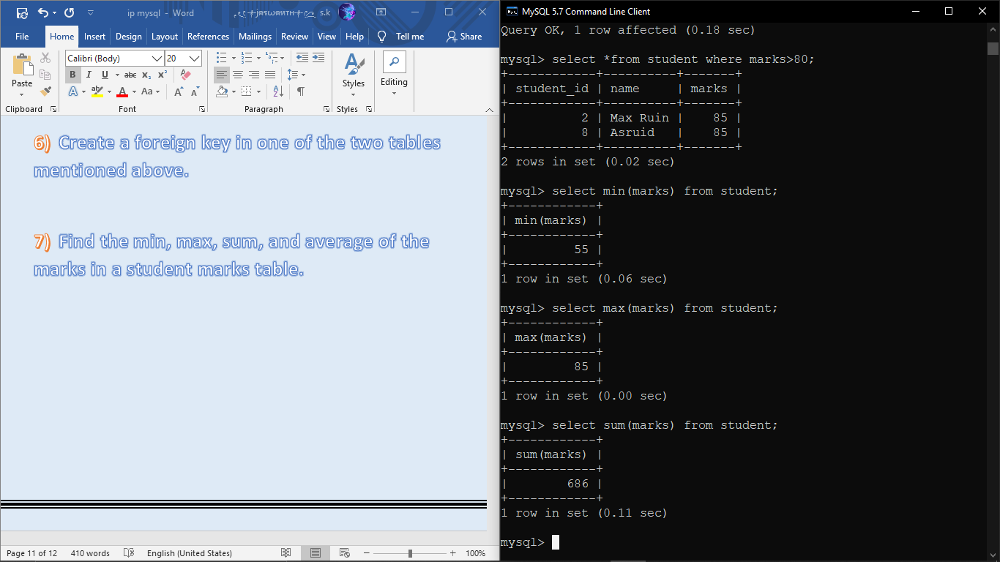 ip mysql - Word
s.k
File Home Insert Design Layout References Mailings Review View Help Tell me Share
Calibri (Body) 20
Paste
B I U abc x₂ x²
A aby A Aa A A
Styles
Editing
Clipboard Font Paragraph Styles
6) Create a foreign key in one of the two tables
mentioned above.
7) Find the min, max, sum, and average of the
marks in a student marks table.
Page 11 of 12 410 words English (United States) 100%
MySQL 5.7 Command Line Client
Query OK, 1 row affected (0.18 sec)
mysql> select *from student where marks>80;
+------------+----------+-------+
| student_id | name     | marks |
+------------+----------+-------+
|          2 | Max Ruin |    85 |
|          8 | Asruid   |    85 |
+------------+----------+-------+
2 rows in set (0.02 sec)
mysql> select min(marks) from student;
+------------+
| min(marks) |
+------------+
|         55 |
+------------+
1 row in set (0.06 sec)
mysql> select max(marks) from student;
+------------+
| max(marks) |
+------------+
|         85 |
+------------+
1 row in set (0.00 sec)
mysql> select sum(marks) from student;
+------------+
| sum(marks) |
+------------+
|        686 |
+------------+
1 row in set (0.11 sec)
mysql>